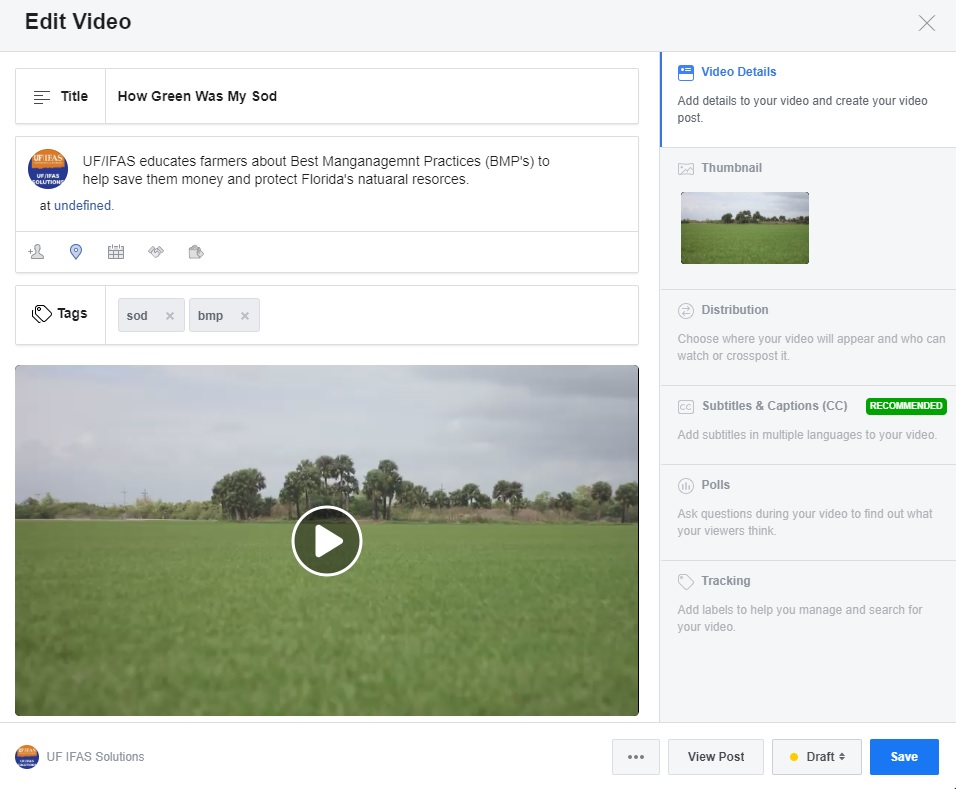 Edit Video
Title
How Green Was My Sod
UF/IFAS
UF/IFAS
SOLUTIONS
UF/IFAS educates farmers about Best Manganagemnt Practices (BMP's) to
help save them money and protect Florida's natuaral resorces.
at undefined.
Tags
sod
bmp
Video Details
Add details to your video and create your video
post.
Thumbnail
Distribution
Choose where your video will appear and who can
watch or crosspost it.
CC Subtitles & Captions (CC) RECOMMENDED
Add subtitles in multiple languages to your video.
Polls
Ask questions during your video to find out what
your viewers think.
Tracking
Add labels to help you manage and search for
your video.
UF IFAS Solutions
View Post
Draft
Save